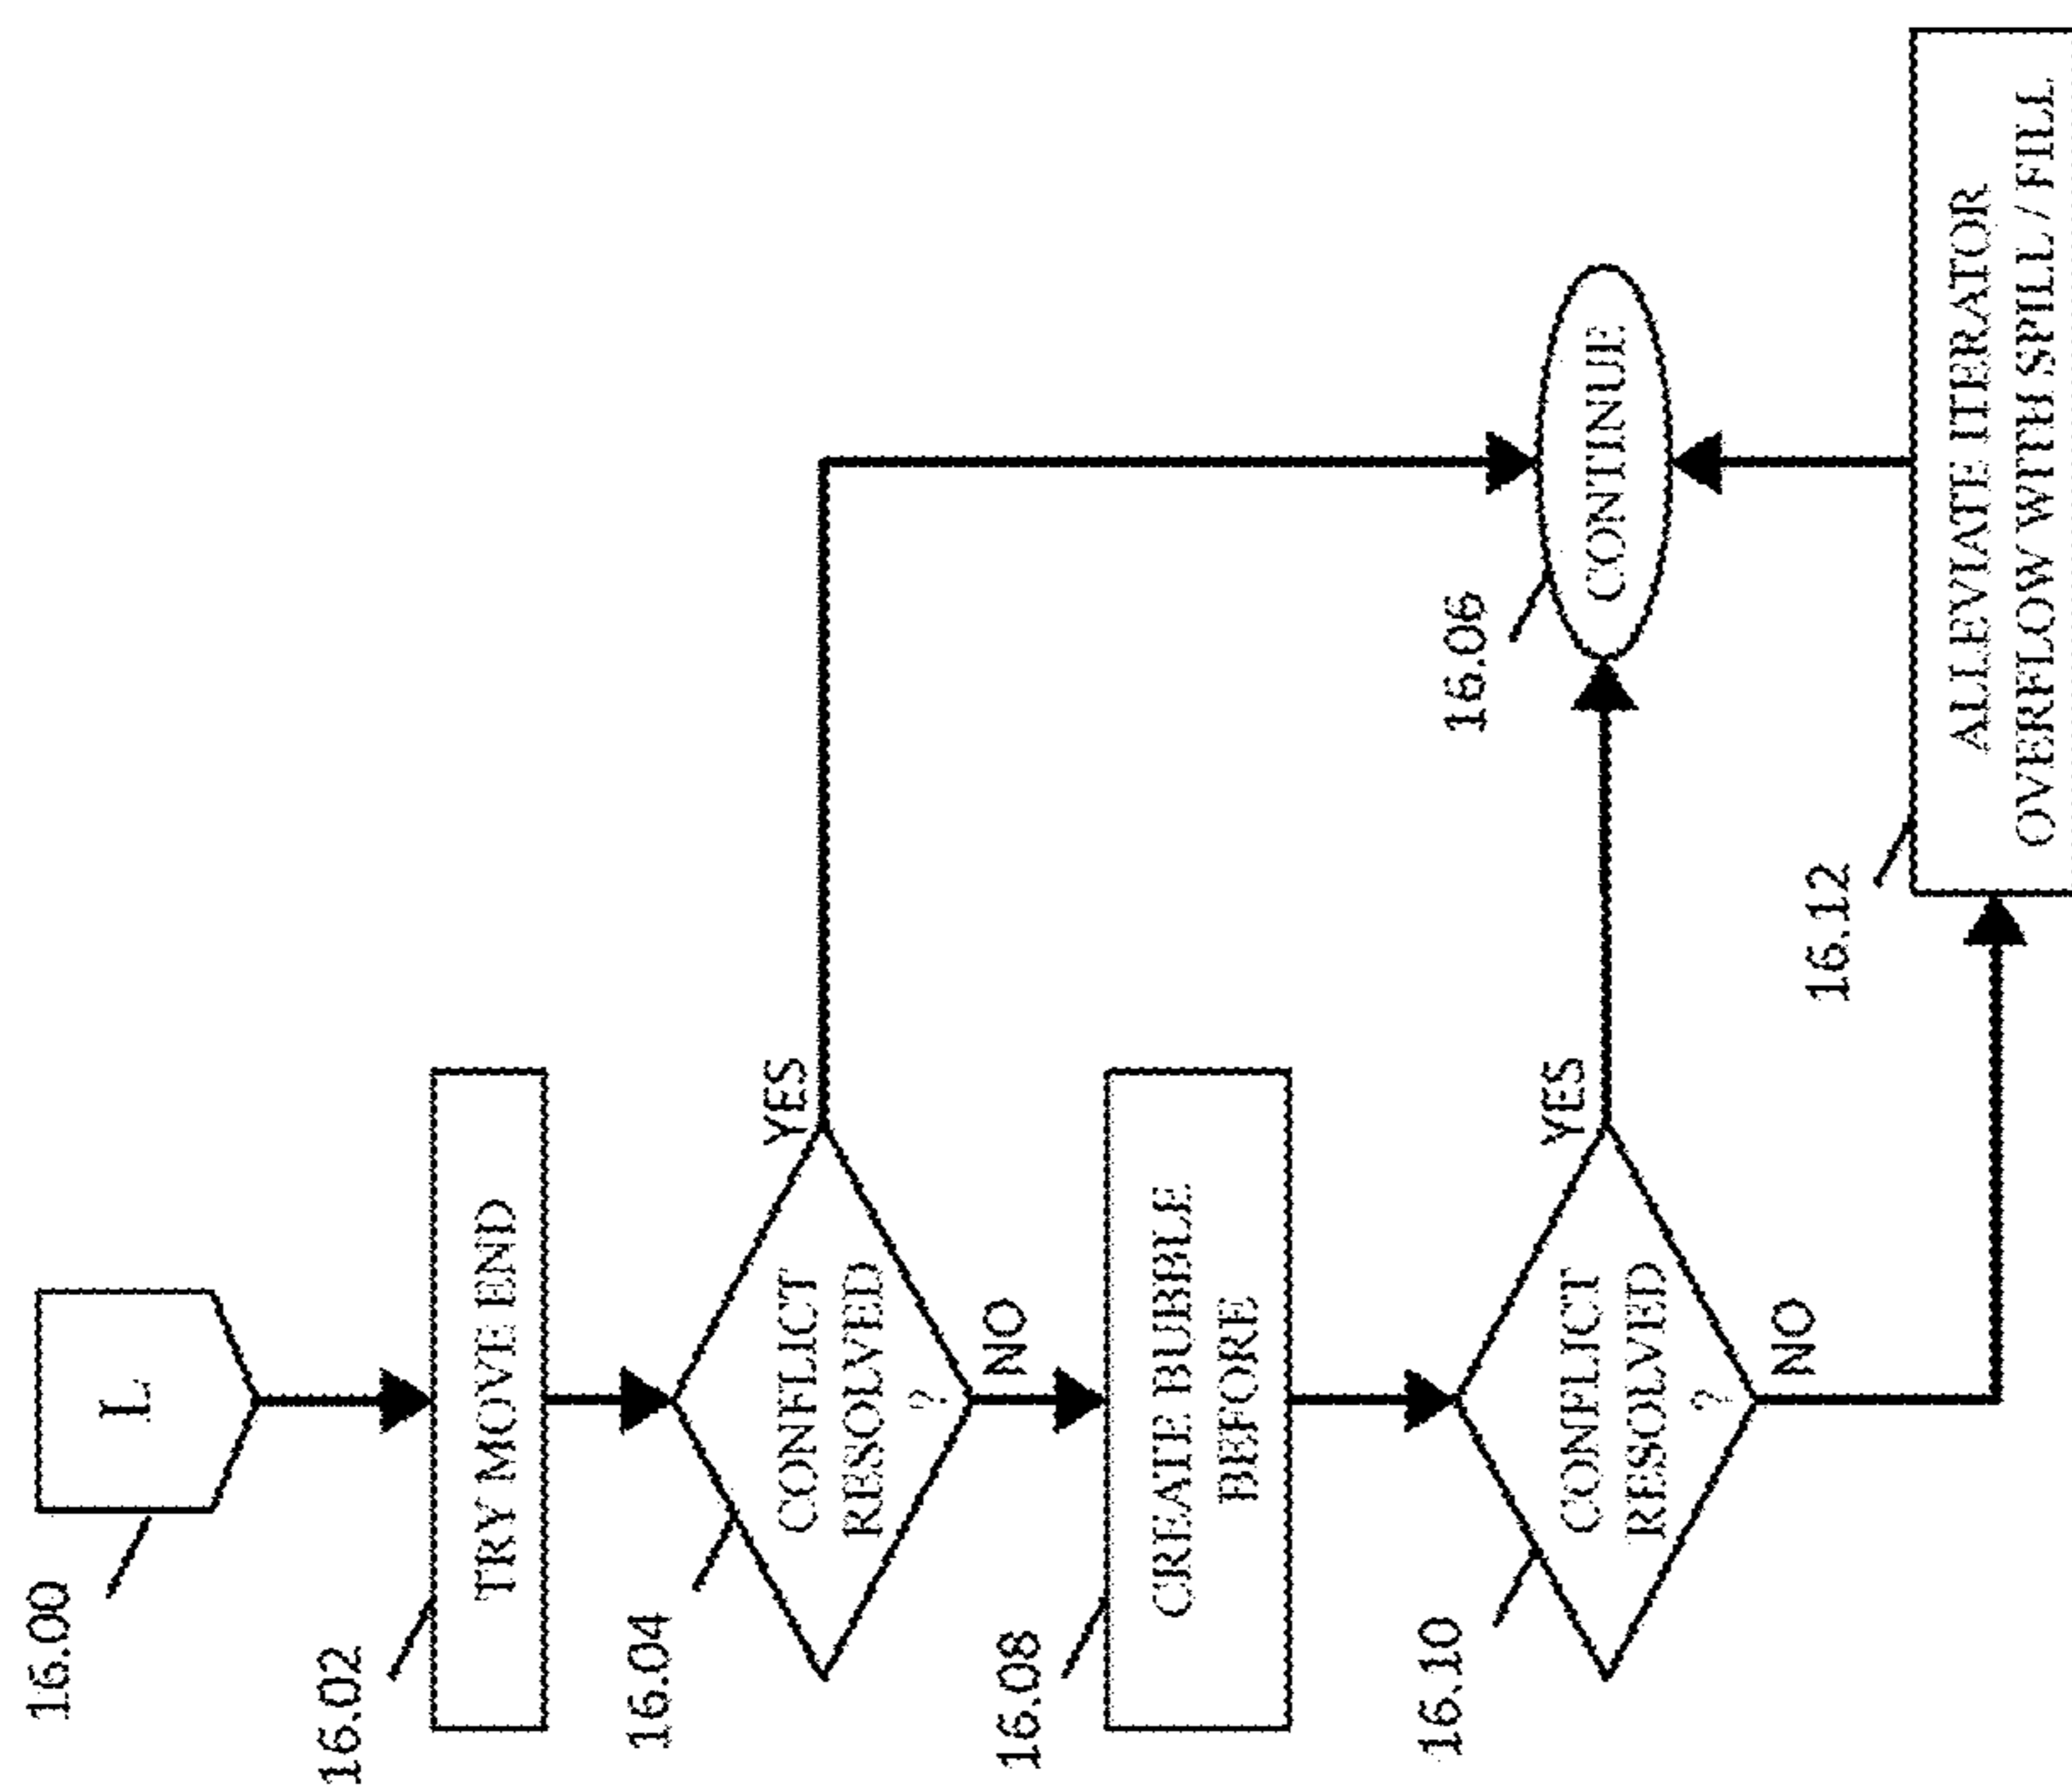 16.00
L
16.02
TRY MOVE END
16.04
CONFLICT
RESOLVED
?
YES
NO
16.08
CREATE BUBBLE
BEFORE
16.06
CONTINUE
16.10
CONFLICT
RESOLVED
?
YES
NO
16.12
ALLEVIATE ITERATOR
OVERFLOW WITH SPILL / FILL